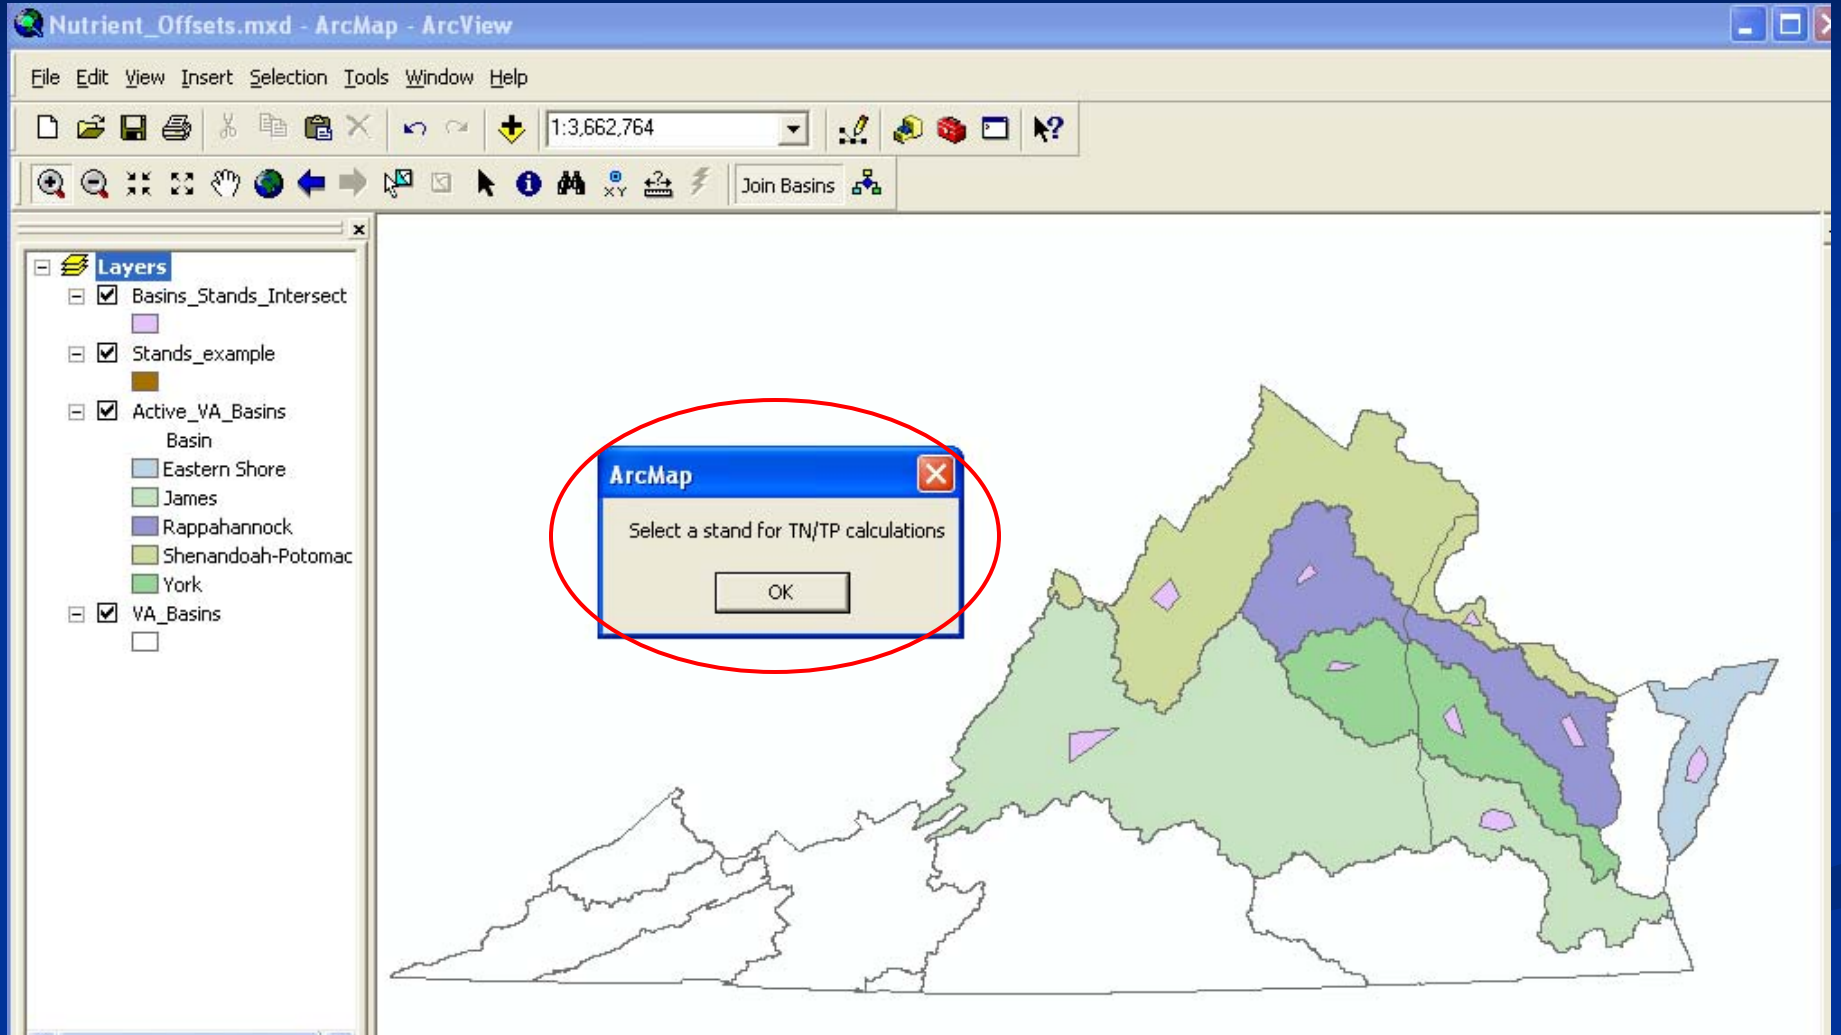 Nutrient_Offsets.mxd - ArcMap - ArcView
File Edit View Insert Selection Tools Window Help
1:3,662,764
XY
Join Basins
Layers
Basins_Stands_Intersect
Stands_example
Active_VA_Basins
Basin
Eastern Shore
James
Rappahannock
Shenandoah-Potomac
York
VA_Basins
ArcMap
Select a stand for TN/TP calculations
OK